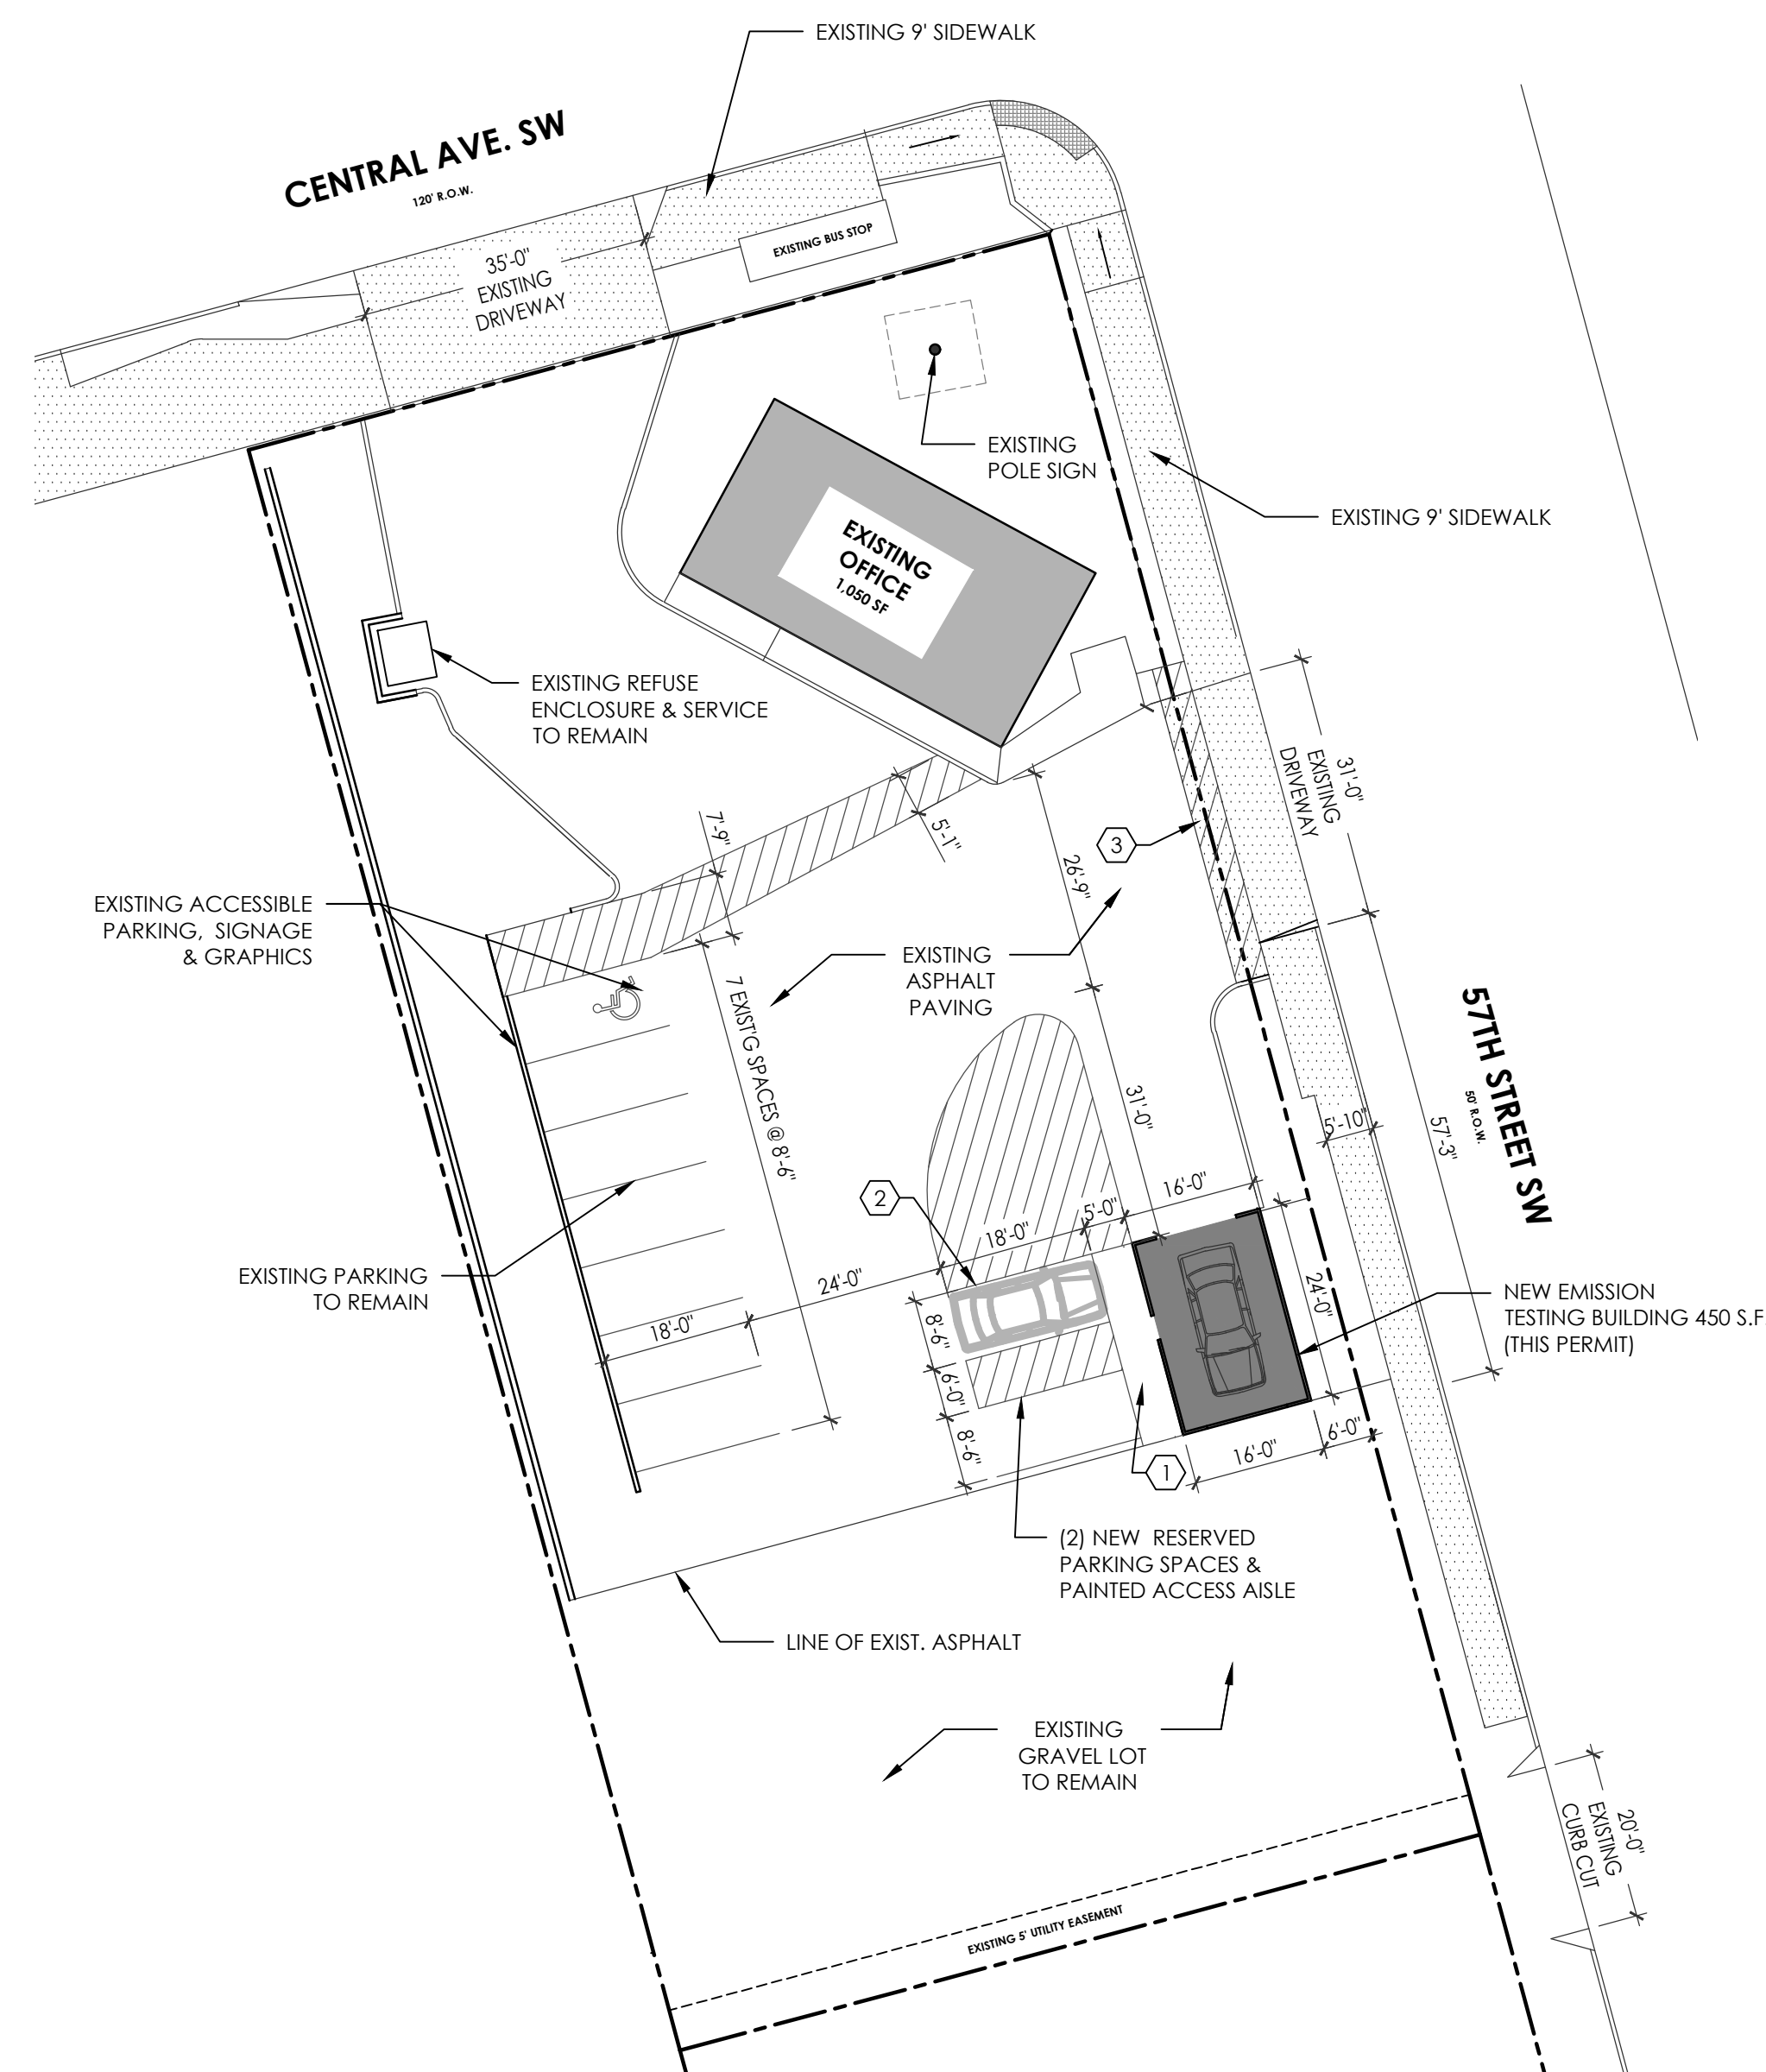 EXISTING 9' SIDEWALK
CENTRAL AVE. SW
120' R.O.W.
35'-0"
EXISTING
DRIVEWAY
EXISTING BUS STOP
EXISTING
POLE SIGN
EXISTING 9' SIDEWALK
EXISTING
OFFICE
1,050 SF
EXISTING REFUSE
ENCLOSURE & SERVICE
TO REMAIN
31'-0"
EXISTING
DRIVEWAY
7'-9"
5'-1"
3
26'-9"
EXISTING ACCESSIBLE
PARKING, SIGNAGE
& GRAPHICS
EXISTING
ASPHALT
PAVING
7 EXIST'G SPACES @ 8'-6"
57TH STREET SW
50' R.O.W.
31'-0"
5'-10"
57'-3"
2
16'-0"
5'-0"
18'-0"
24'-0"
EXISTING PARKING
TO REMAIN
18'-0"
8'-6"
6'-0"
8'-6"
24'-0"
NEW EMISSION
TESTING BUILDING 450 S.F.
(THIS PERMIT)
6'-0"
16'-0"
1
(2) NEW RESERVED
PARKING SPACES &
PAINTED ACCESS AISLE
LINE OF EXIST. ASPHALT
EXISTING
GRAVEL LOT
TO REMAIN
20'-0"
EXISTING
CURB CUT
EXISTING 5' UTILITY EASEMENT